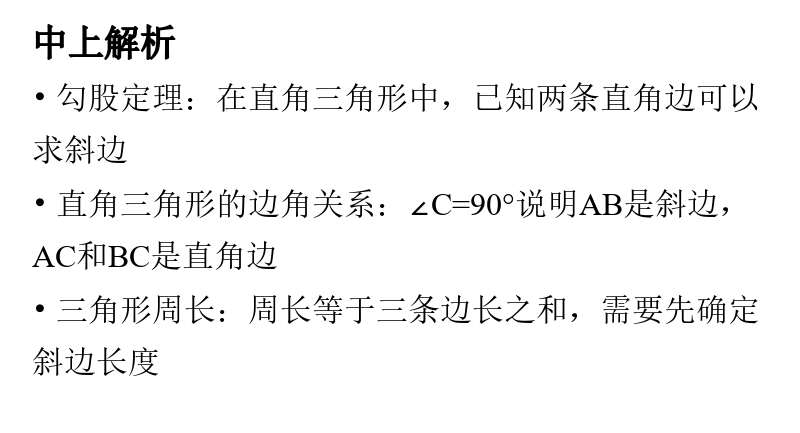 中上解析
• 勾股定理：在直角三角形中，已知两条直角边可以
求斜边
• 直角三角形的边角关系：∠C=90°说明AB是斜边，
AC和BC是直角边
• 三角形周长：周长等于三条边长之和，需要先确定
斜边长度